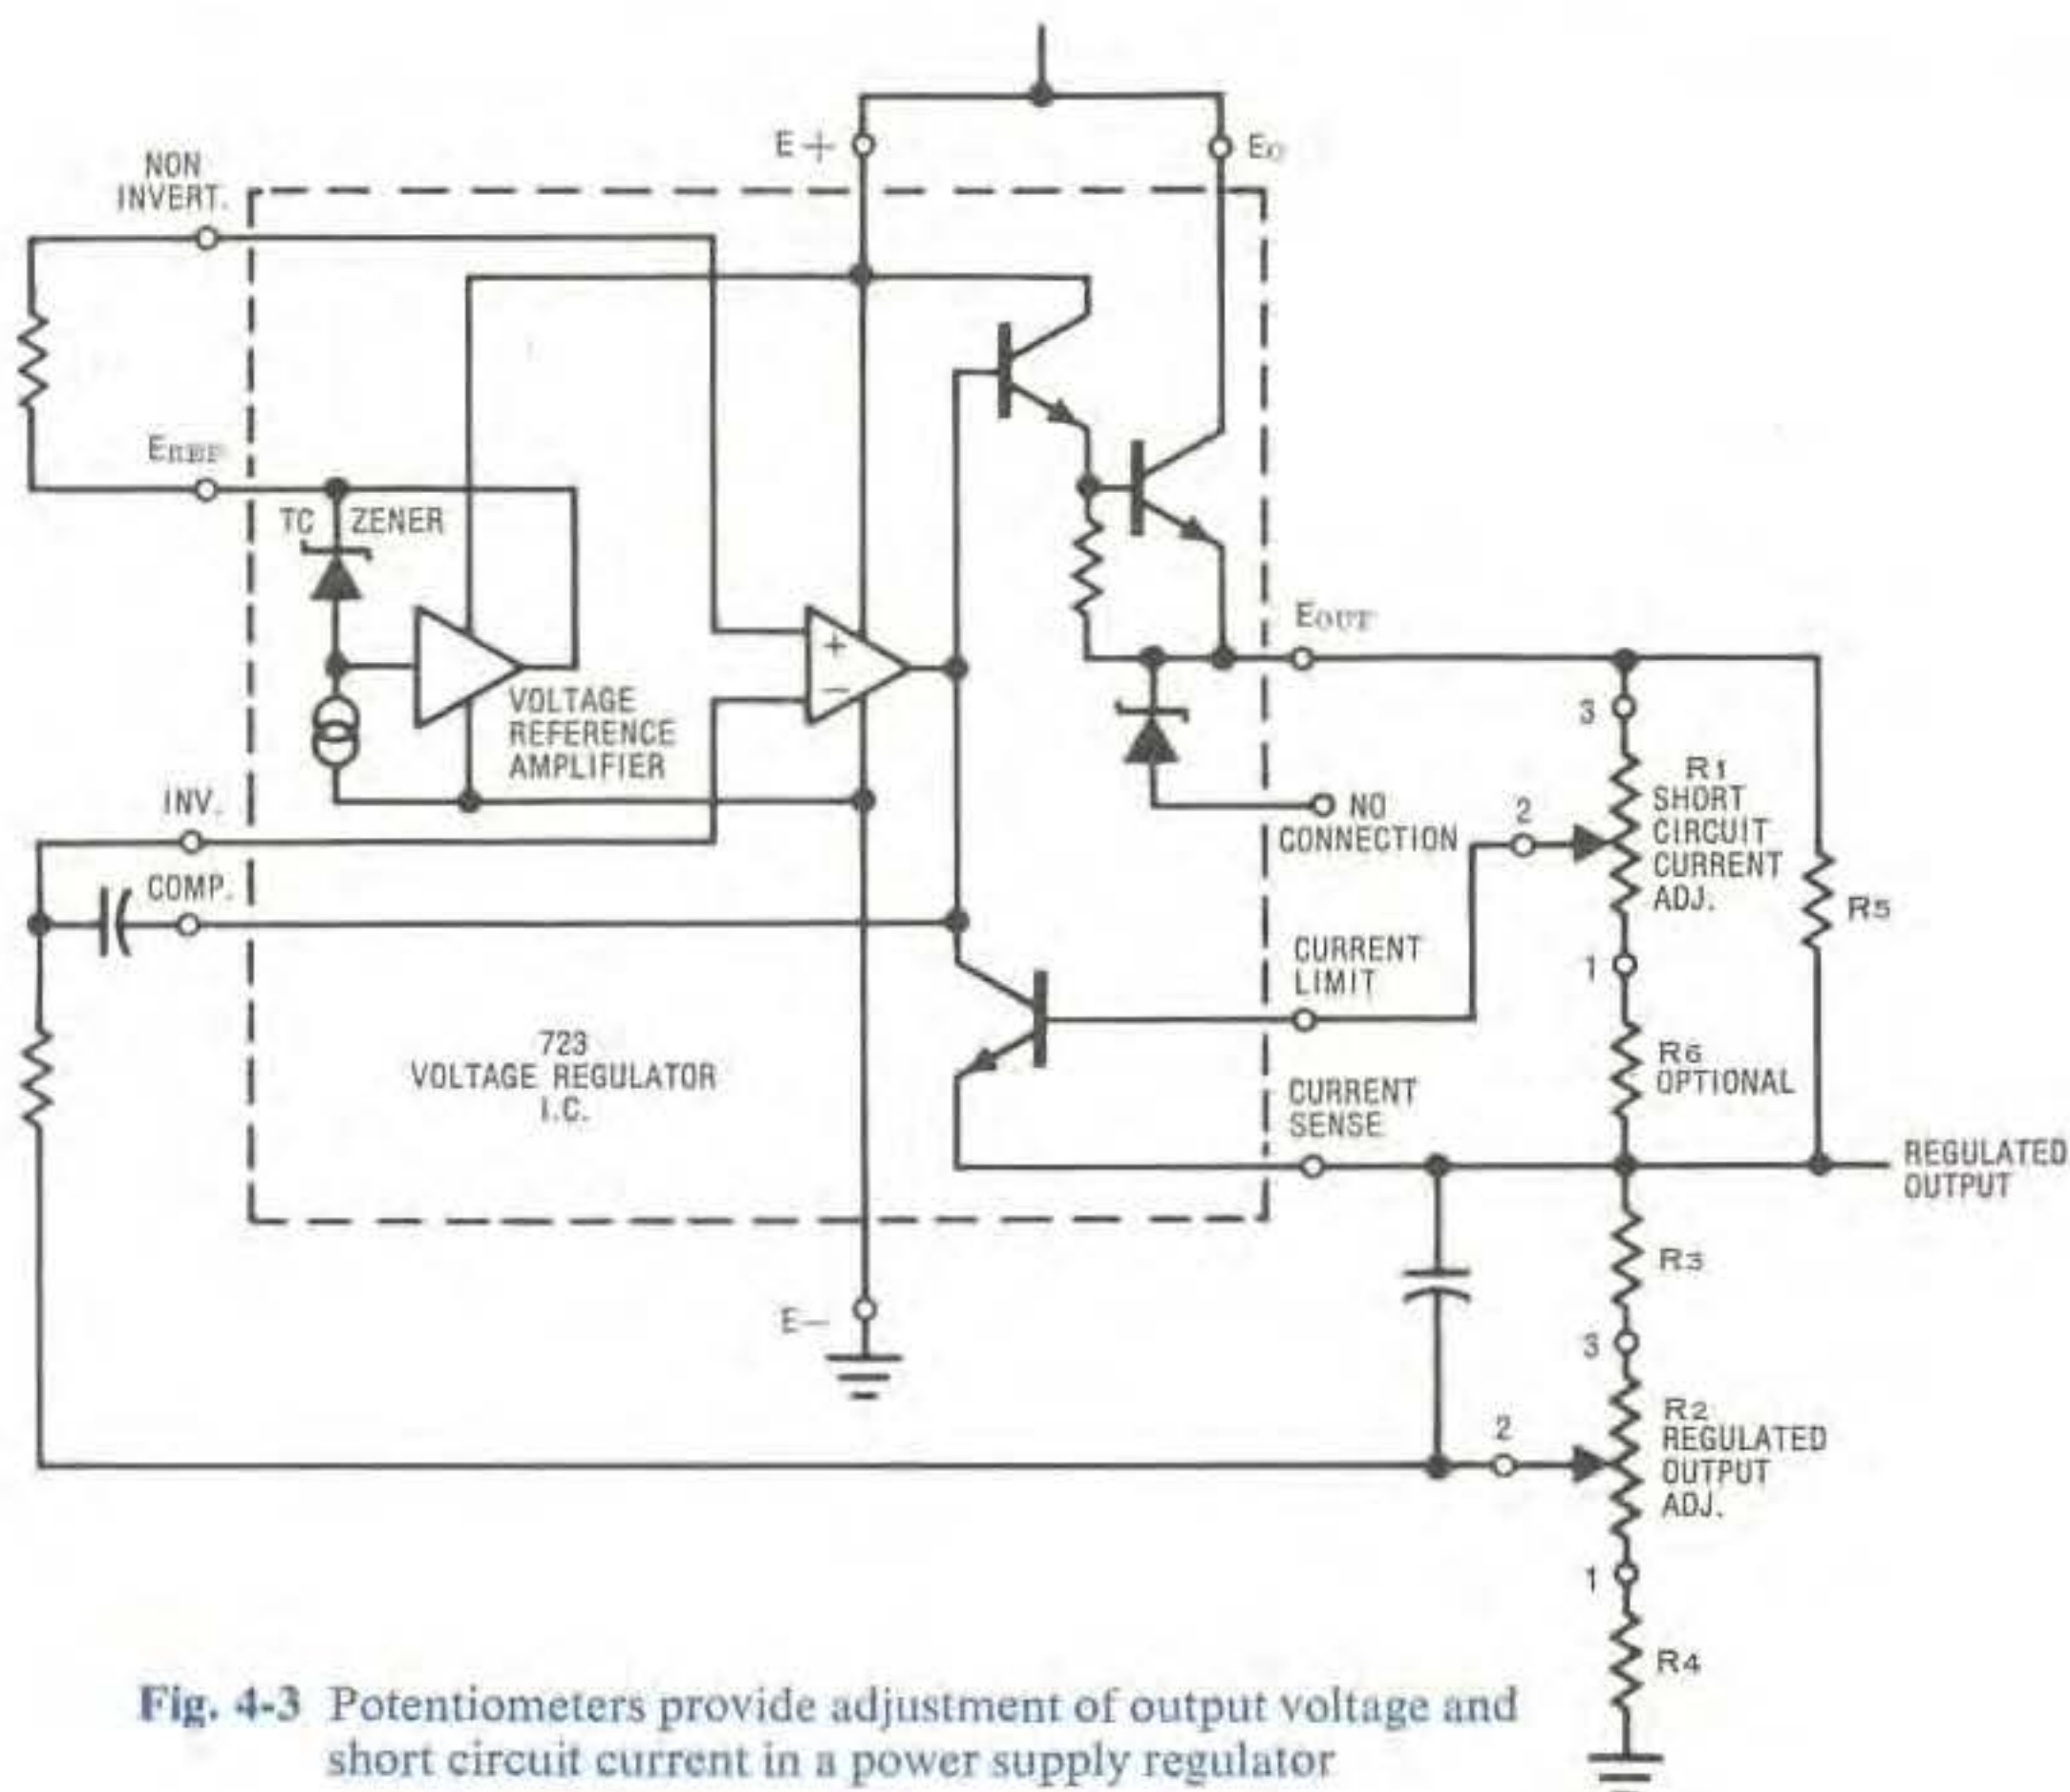 E+
Eo
NON
INVERT.
EREF
TC ZENER
VOLTAGE
REFERENCE
AMPLIFIER
+
−
EOUT
3
R1
SHORT
CIRCUIT
CURRENT
ADJ.
2
NO
CONNECTION
INV.
COMP.
R5
1
CURRENT
LIMIT
723
VOLTAGE REGULATOR
I.C.
R6
OPTIONAL
CURRENT
SENSE
REGULATED
OUTPUT
R3
E−
3
2
R2
REGULATED
OUTPUT
ADJ.
1
R4
Fig. 4-3 Potentiometers provide adjustment of output voltage and
short circuit current in a power supply regulator